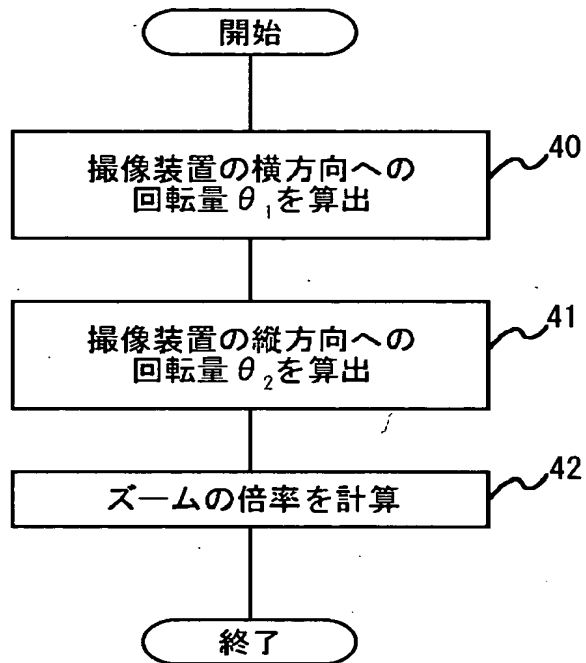 開始
撮像装置の横方向への
回転量θ₁を算出
40
撮像装置の縦方向への
回転量θ₂を算出
41
ズームの倍率を計算
42
終了